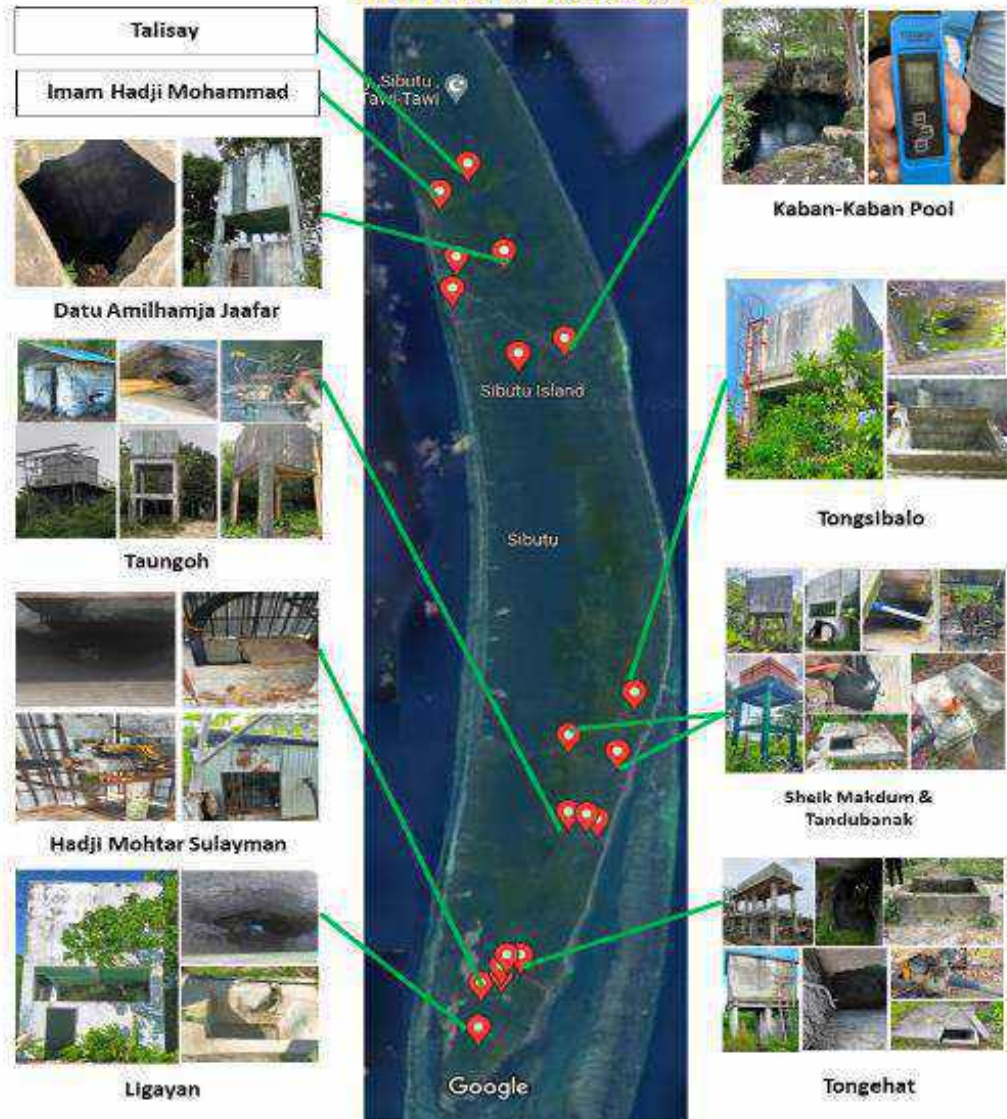 Talisay
Imam Hadji Mohammad
Datu Amilhamja Jaafar
Taungoh
Hadji Mohtar Sulayman
Ligayan
y, Sibutu,
Tawi-Tawi
Sibutu Island
Sibutu
Google
Kaban-Kaban Pool
Tongsibalo
Sheik Makdum &
Tandubanak
Tongehat